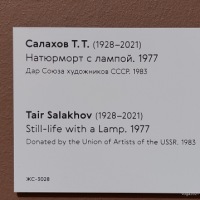 Салахов Т. Т. (1928–2021)
Натюрморт с лампой. 1977
Дар Союза художников СССР. 1983
Tair Salakhov (1928–2021)
Still-life with a Lamp. 1977
Donated by the Union of Artists of the USSR. 1983
ЖС-3028